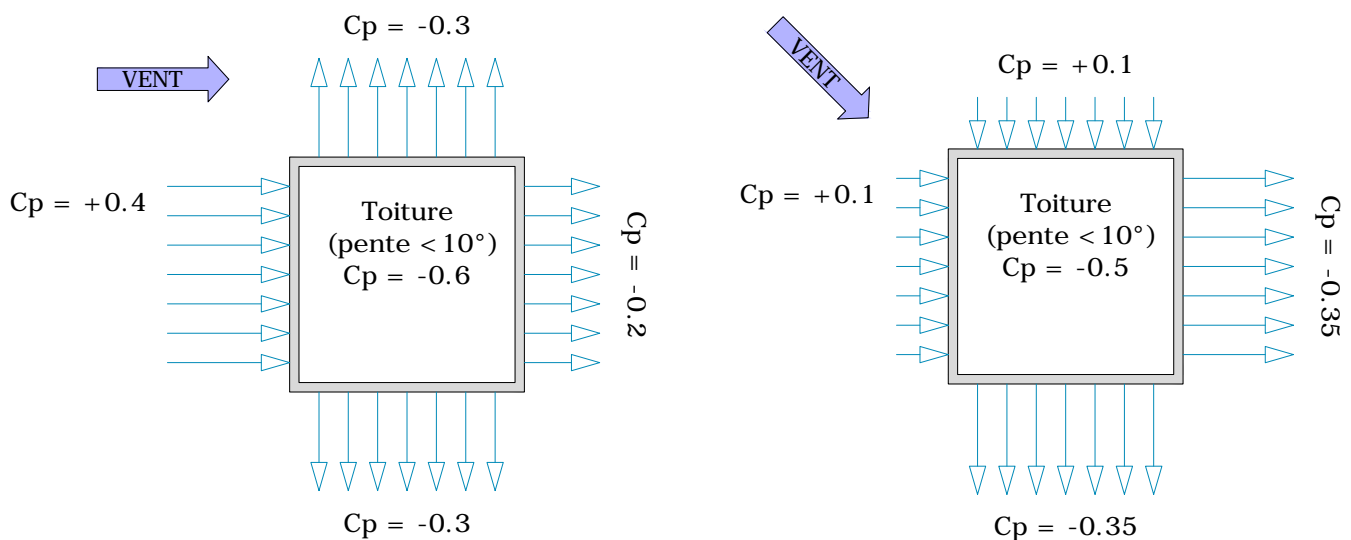 Cp = -0.3
VENT
Cp = +0.4
Toiture
(pente < 10°)
Cp = -0.6
Cp = -0.2
Cp = -0.3
VENT
Cp = +0.1
Cp = +0.1
Toiture
(pente < 10°)
Cp = -0.5
Cp = -0.35
Cp = -0.35